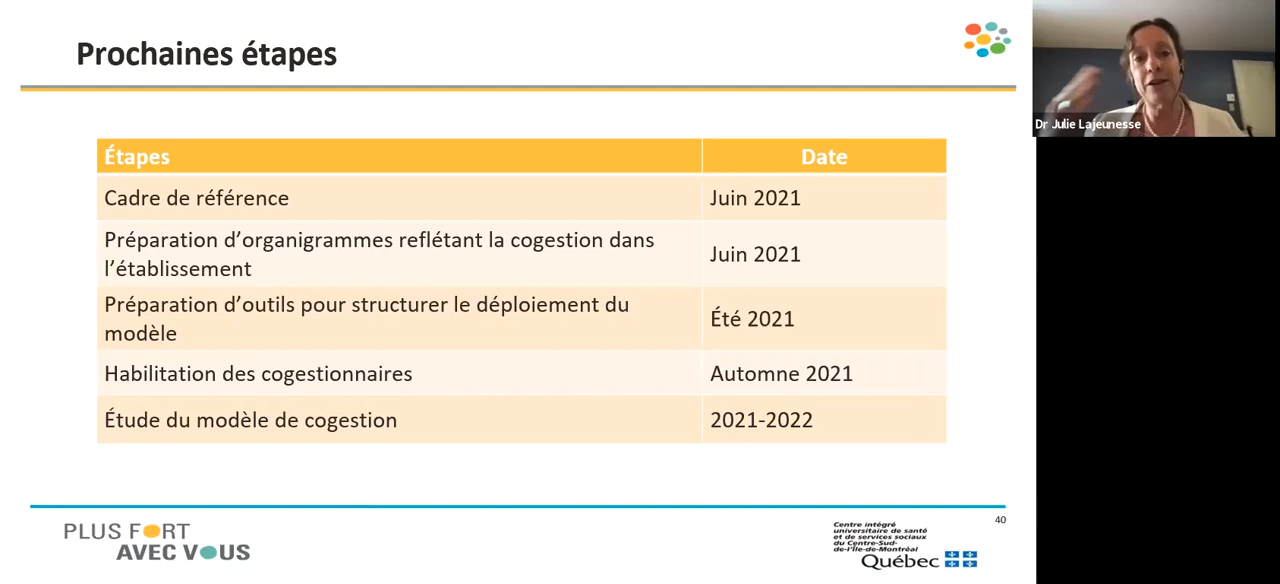 Prochaines étapes
Dr Julie Lajeunesse
Étapes
Date
Cadre de référence
Juin 2021
Préparation d’organigrammes reflétant la cogestion dans
l’établissement
Juin 2021
Préparation d’outils pour structurer le déploiement du
modèle
Été 2021
Habilitation des cogestionnaires
Automne 2021
Étude du modèle de cogestion
2021-2022
40
PLUS FORT
AVEC VOUS
Centre intégré
universitaire de santé
et de services sociaux
du Centre-Sud-
de-l’Île-de-Montréal
Québec